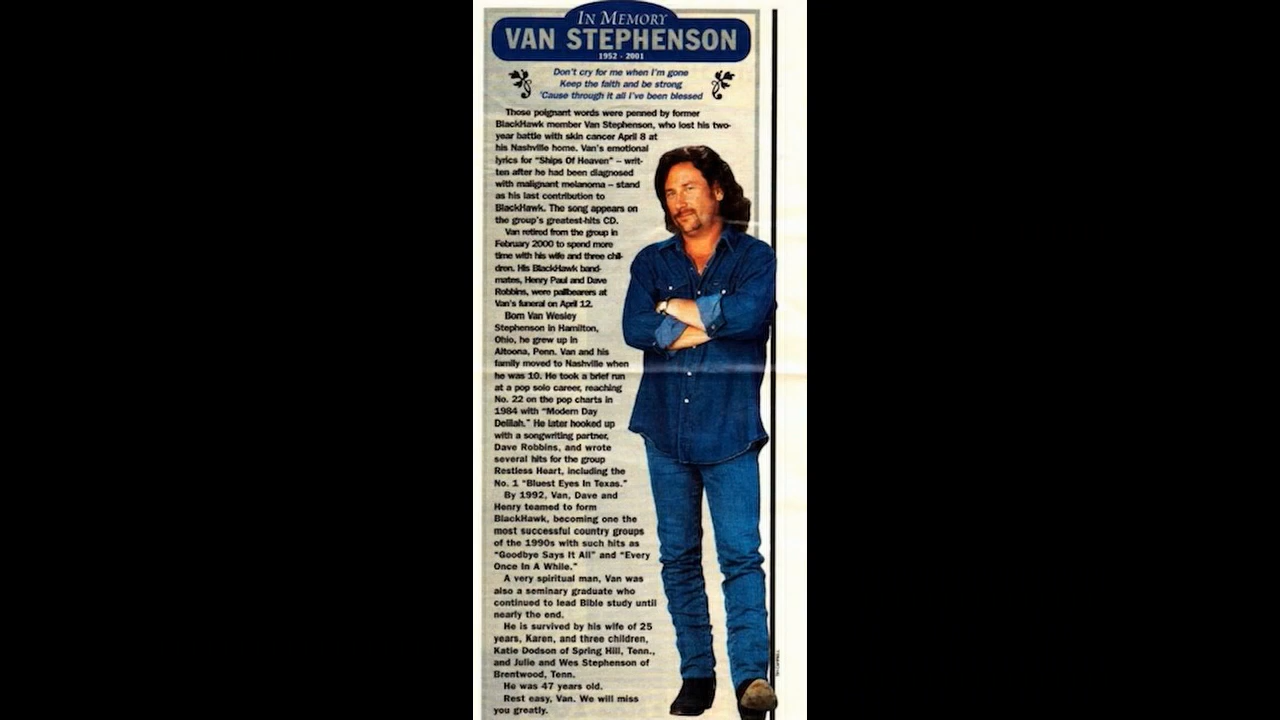 IN MEMORY
VAN STEPHENSON
1952 - 2001
Don't cry for me when I'm gone
Keep the faith and be strong
'Cause through it all I've been blessed
Those poignant words were penned by former
BlackHawk member Van Stephenson, who lost his two-
year battle with skin cancer April 8 at
his Nashville home. Van's emotional
lyrics for "Ships Of Heaven" – writ-
ten after he had been diagnosed
with malignant melanoma – stand
as his last contribution to
BlackHawk. The song appears on
the group's greatest-hits CD.
Van retired from the group in
February 2000 to spend more
time with his wife and three chil-
dren. His BlackHawk band-
mates, Henry Paul and Dave
Robbins, were pallbearers at
Van's funeral on April 12.
Born Van Wesley
Stephenson in Hamilton,
Ohio, he grew up in
Altoona, Penn. Van and his
family moved to Nashville when
he was 10. He took a brief run
at a pop solo career, reaching
No. 22 on the pop charts in
1984 with "Modern Day
Delilah." He later hooked up
with a songwriting partner,
Dave Robbins, and wrote
several hits for the group
Restless Heart, including the
No. 1 "Bluest Eyes In Texas."
By 1992, Van, Dave and
Henry teamed to form
BlackHawk, becoming one the
most successful country groups
of the 1990s with such hits as
"Goodbye Says It All" and "Every
Once In A While."
A very spiritual man, Van was
also a seminary graduate who
continued to lead Bible study until
nearly the end.
He is survived by his wife of 25
years, Karen, and three children,
Katie Dodson of Spring Hill, Tenn.,
and Julie and Wes Stephenson of
Brentwood, Tenn.
He was 47 years old.
Rest easy, Van. We will miss
you greatly.